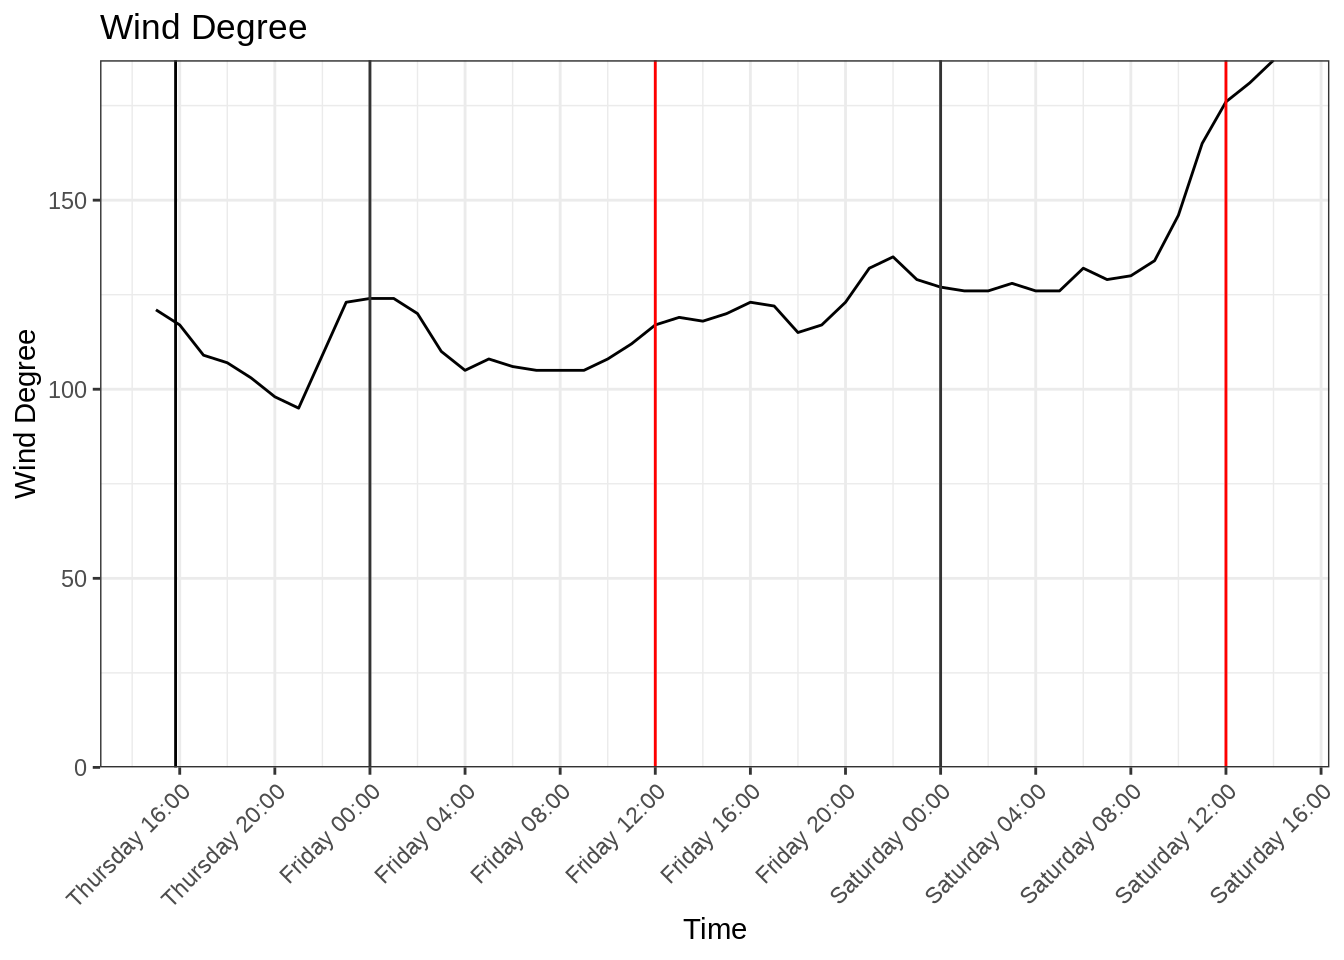 Wind Degree
Wind Degree
150
100
50
0
Thursday 16:00
Thursday 20:00
Friday 00:00
Friday 04:00
Friday 08:00
Friday 12:00
Friday 16:00
Friday 20:00
Saturday 00:00
Saturday 04:00
Saturday 08:00
Saturday 12:00
Saturday 16:00
Time